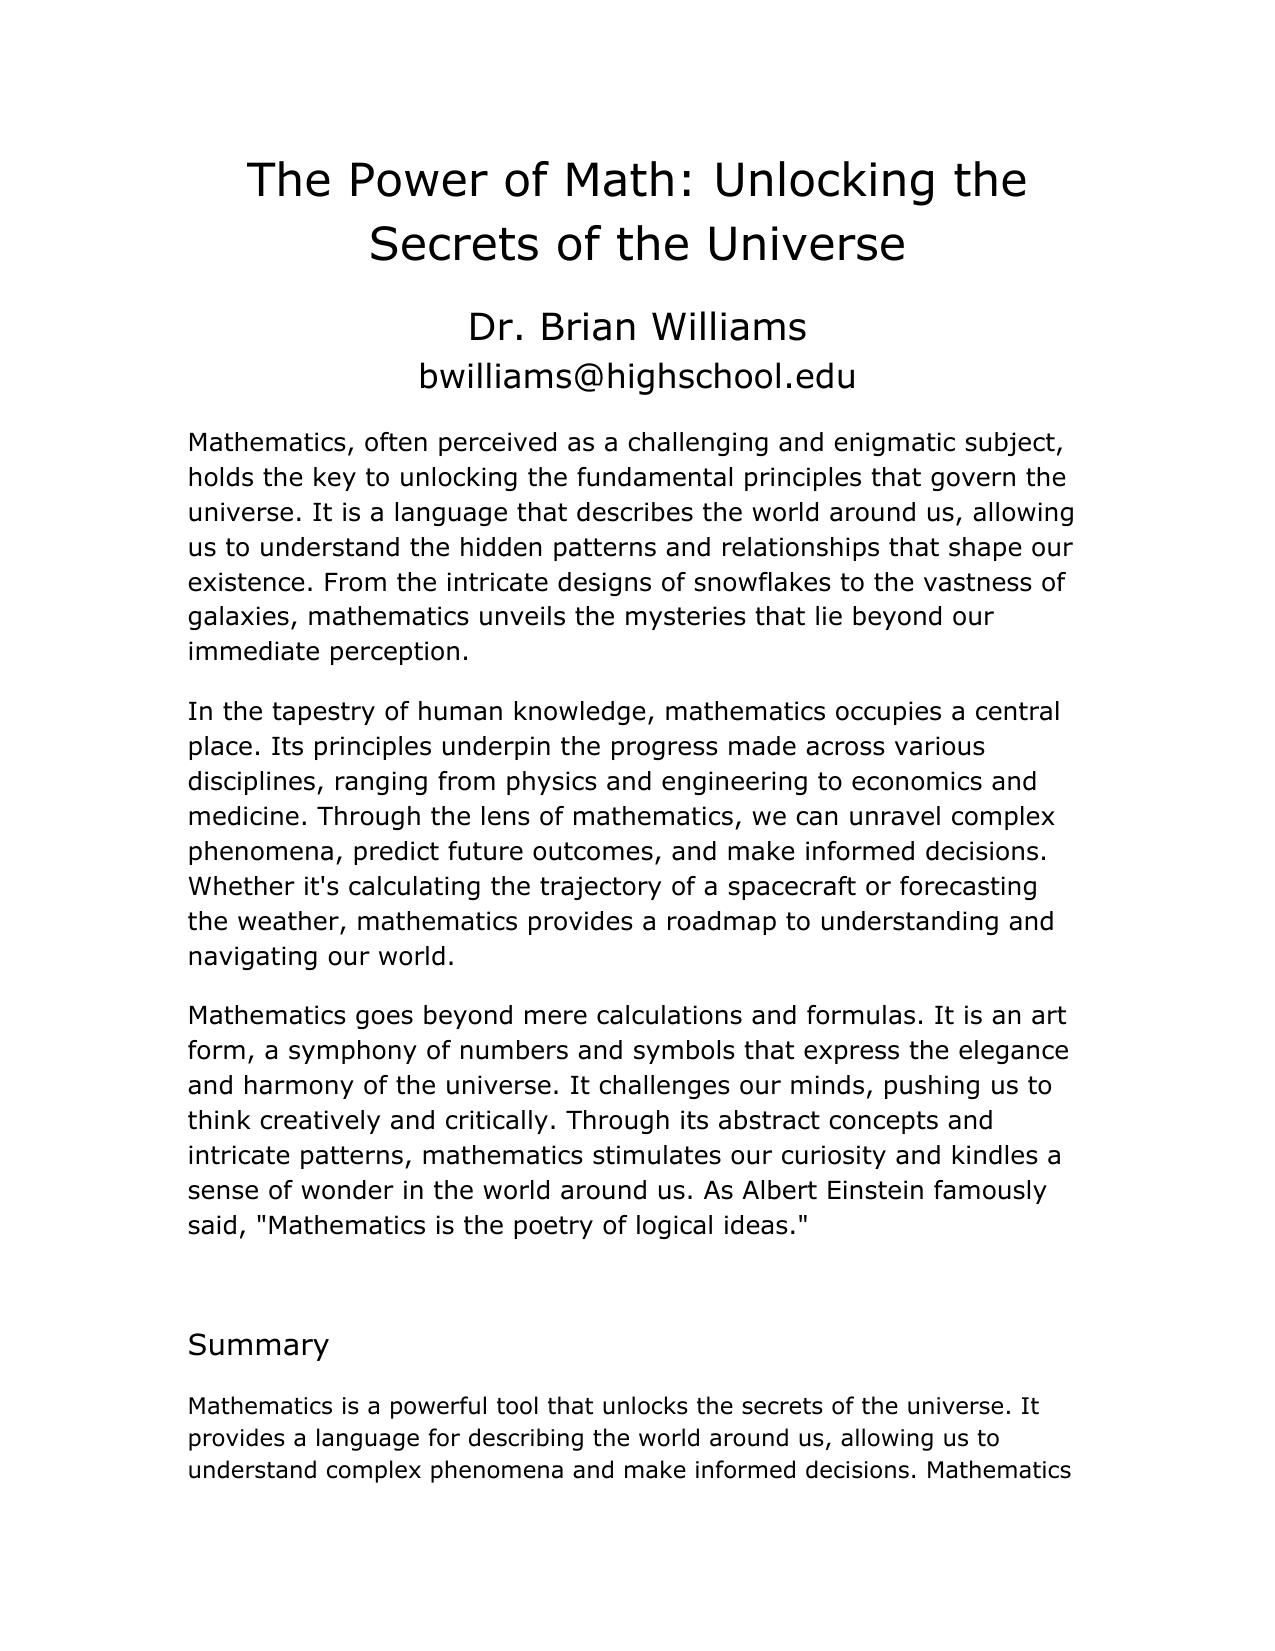 The Power of Math: Unlocking the
Secrets of the Universe
Dr. Brian Williams
bwilliams@highschool.edu
Mathematics, often perceived as a challenging and enigmatic subject,
holds the key to unlocking the fundamental principles that govern the
universe. It is a language that describes the world around us, allowing
us to understand the hidden patterns and relationships that shape our
existence. From the intricate designs of snowflakes to the vastness of
galaxies, mathematics unveils the mysteries that lie beyond our
immediate perception.
In the tapestry of human knowledge, mathematics occupies a central
place. Its principles underpin the progress made across various
disciplines, ranging from physics and engineering to economics and
medicine. Through the lens of mathematics, we can unravel complex
phenomena, predict future outcomes, and make informed decisions.
Whether it's calculating the trajectory of a spacecraft or forecasting
the weather, mathematics provides a roadmap to understanding and
navigating our world.
Mathematics goes beyond mere calculations and formulas. It is an art
form, a symphony of numbers and symbols that express the elegance
and harmony of the universe. It challenges our minds, pushing us to
think creatively and critically. Through its abstract concepts and
intricate patterns, mathematics stimulates our curiosity and kindles a
sense of wonder in the world around us. As Albert Einstein famously
said, "Mathematics is the poetry of logical ideas."
Summary
Mathematics is a powerful tool that unlocks the secrets of the universe. It
provides a language for describing the world around us, allowing us to
understand complex phenomena and make informed decisions. Mathematics